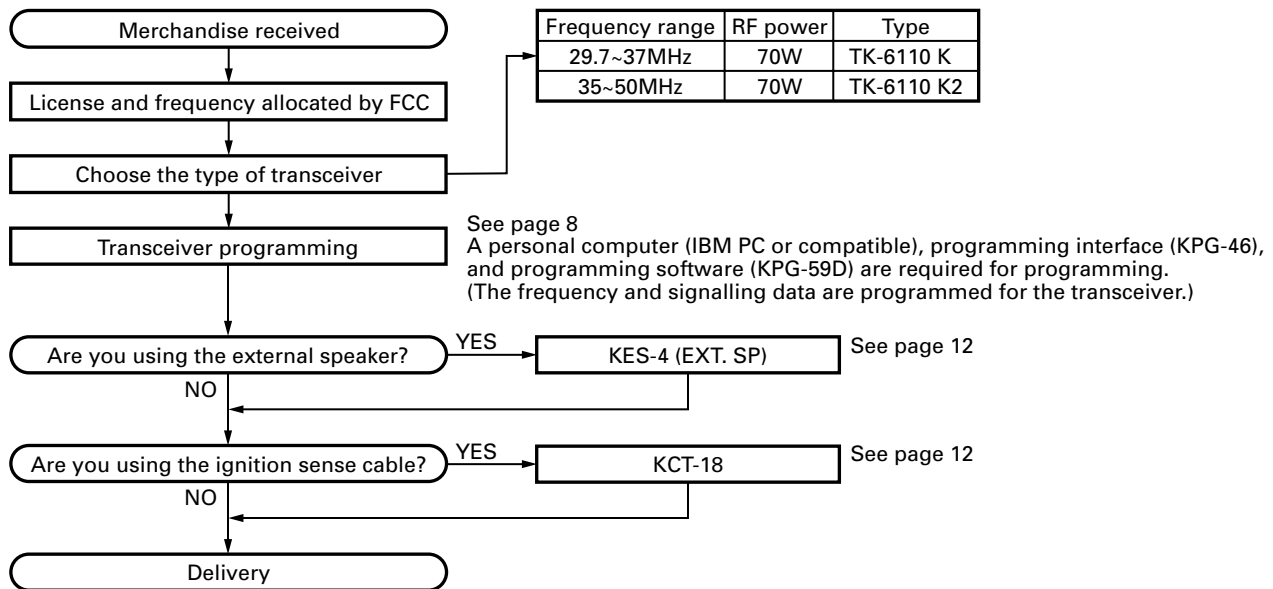 Merchandise received
License and frequency allocated by FCC
Choose the type of transceiver
Frequency range RF power Type
29.7~37MHz 70W TK-6110 K
35~50MHz 70W TK-6110 K2
Transceiver programming
See page 8
A personal computer (IBM PC or compatible), programming interface (KPG-46),
and programming software (KPG-59D) are required for programming.
(The frequency and signalling data are programmed for the transceiver.)
Are you using the external speaker?
YES
KES-4 (EXT. SP)
See page 12
NO
Are you using the ignition sense cable?
YES
KCT-18
See page 12
NO
Delivery